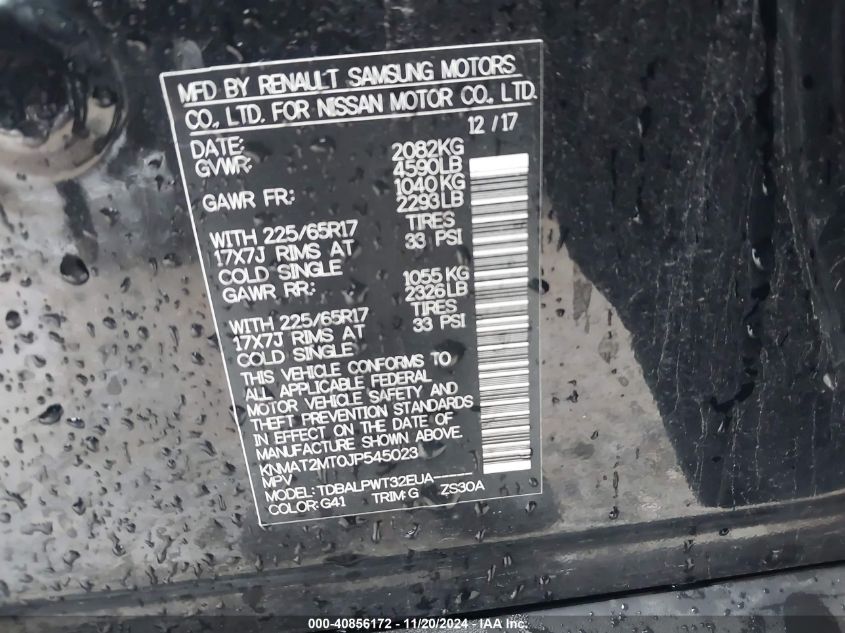 MFD BY RENAULT SAMSUNG MOTORS
CO., LTD. FOR NISSAN MOTOR CO., LTD.
DATE: 12 / 17
GVWR: 2082KG
4590LB
GAWR FR: 1040KG
2293LB
WITH 225/65R17 TIRES
17X7J RIMS AT 33 PSI
COLD SINGLE
GAWR RR: 1055KG
2326LB
WITH 225/65R17 TIRES
17X7J RIMS AT 33 PSI
COLD SINGLE
THIS VEHICLE CONFORMS TO
ALL APPLICABLE FEDERAL
MOTOR VEHICLE SAFETY AND
THEFT PREVENTION STANDARDS
IN EFFECT ON THE DATE OF
MANUFACTURE SHOWN ABOVE.
KNMAT2MT0JP545023
MPV
MODEL: TDBALPWT32EUA-----
COLOR: G41 TRIM: G ZS30A
000-40856172 - 11/20/2024 - IAA Inc.